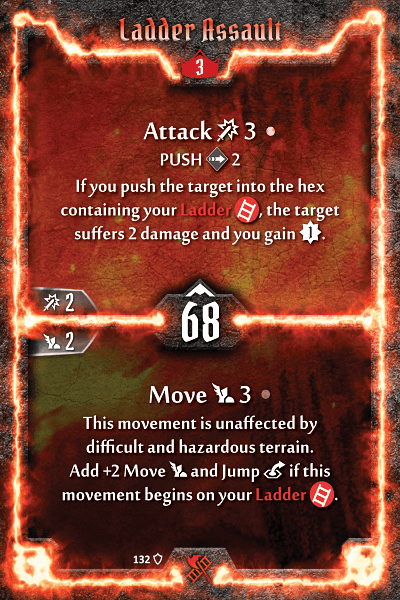 Ladder Assault
3
Attack 3
PUSH 2
If you push the target into the hex
containing your Ladder, the target
suffers 2 damage and you gain 1.
2
68
2
Move 3
This movement is unaffected by
difficult and hazardous terrain.
Add +2 Move and Jump if this
movement begins on your Ladder.
132